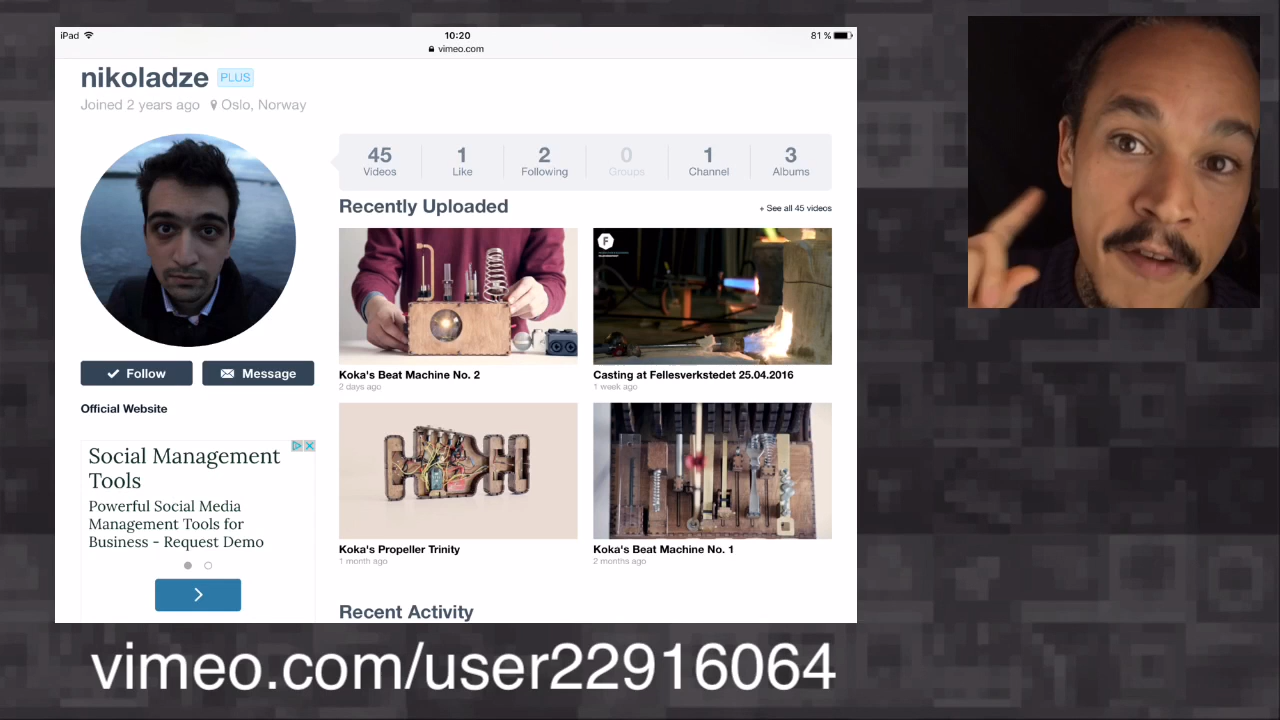 iPad
10:20
81 %
vimeo.com
nikoladze PLUS
Joined 2 years ago Oslo, Norway
45 1 2 0 1 3
Videos Like Following Groups Channel Albums
Recently Uploaded
+ See all 45 videos
F
Koka's Beat Machine No. 2
2 days ago
Casting at Fellesverkstedet 25.04.2016
1 week ago
Follow
Message
Official Website
Social Management
Tools
Powerful Social Media
Management Tools for
Business - Request Demo
Koka's Propeller Trinity
1 month ago
Koka's Beat Machine No. 1
2 months ago
Recent Activity
vimeo.com/user22916064